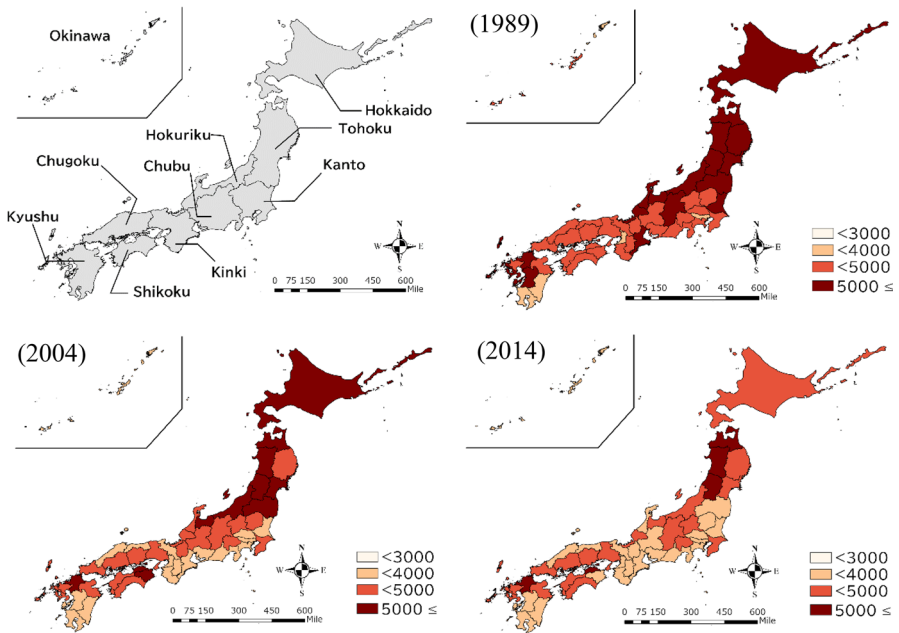 Okinawa
Hokkaido
Tohoku
Hokuriku
Chubu
Kanto
Chugoku
Kyushu
Kinki
Shikoku
N
W E
S
0 75 150 300 450 600
Mile
(1989)
N
W E
S
<3000
<4000
<5000
5000 ≤
0 75 150 300 450 600
Mile
(2004)
N
W E
S
<3000
<4000
<5000
5000 ≤
0 75 150 300 450 600
Mile
(2014)
N
W E
S
<3000
<4000
<5000
5000 ≤
0 75 150 300 450 600
Mile